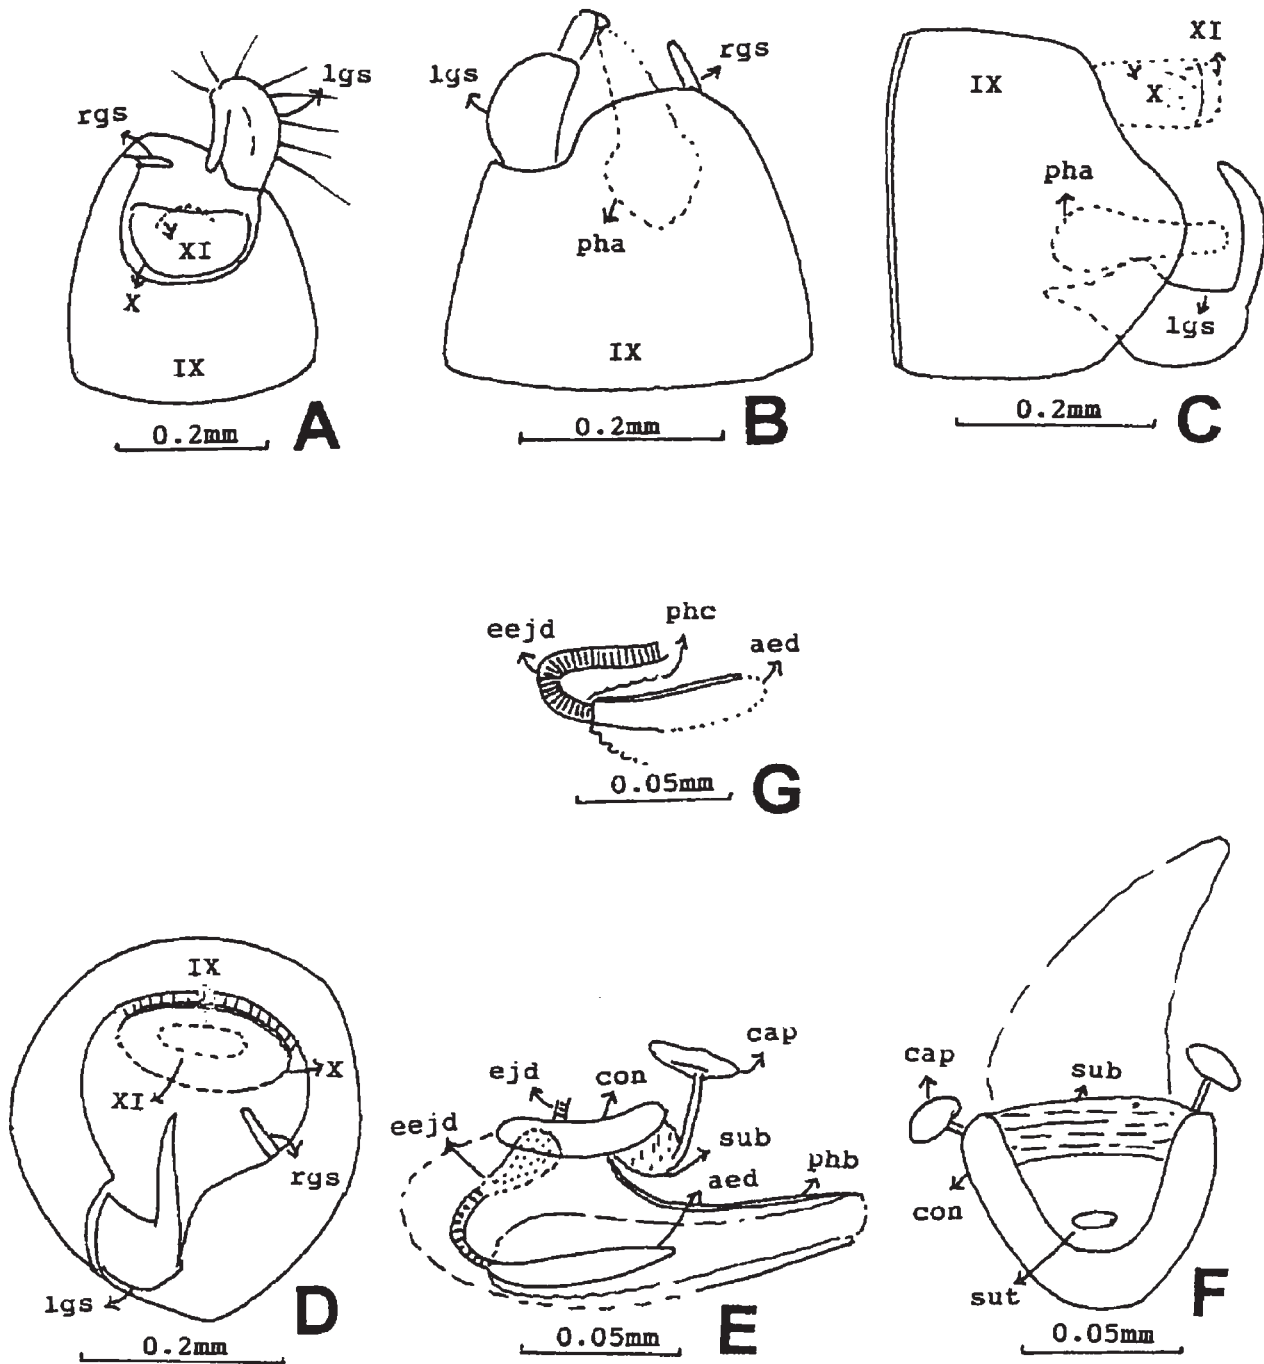 lgs
rgs
XI
X
IX
0.2mm
A
lgs
rgs
pha
IX
0.2mm
B
XI
IX
X
pha
lgs
0.2mm
C
phc
eejd
aed
0.05mm
G
IX
X
XI
rgs
lgs
0.2mm
D
cap
ejd
con
eejd
sub
phb
aed
0.05mm
E
cap
sub
con
sut
0.05mm
F